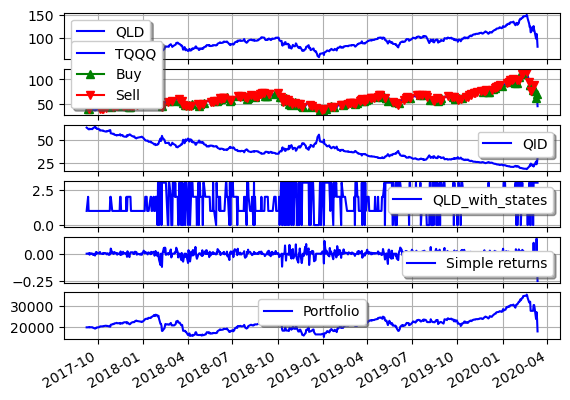 150
100
QLD
TQQQ
Buy
Sell
100
50
50
25
QID
2.5
0.0
QLD_with_states
0.00
-0.25
Simple returns
30000
20000
Portfolio
2017-10
2018-01
2018-04
2018-07
2018-10
2019-01
2019-04
2019-07
2019-10
2020-01
2020-04